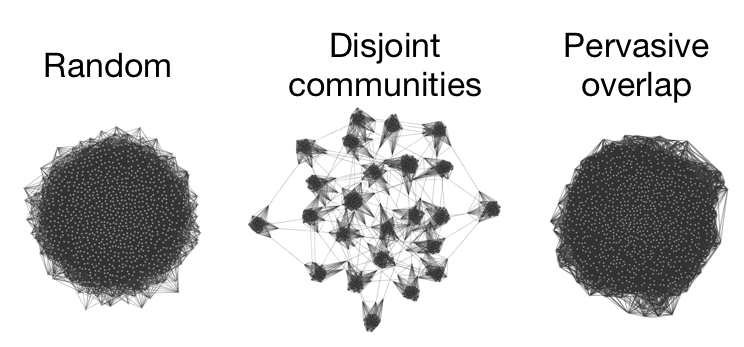 Random
Disjoint
communities
Pervasive
overlap